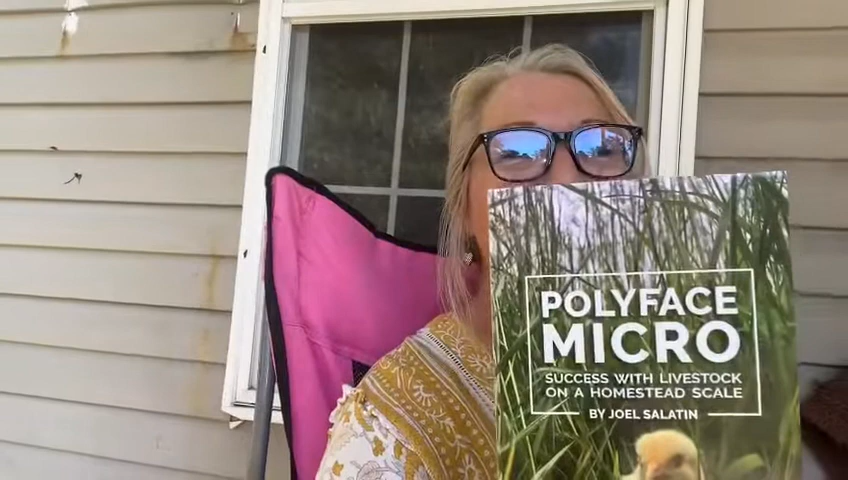 POLYFACE
MICRO
SUCCESS WITH LIVESTOCK
ON A HOMESTEAD SCALE
BY JOEL SALATIN